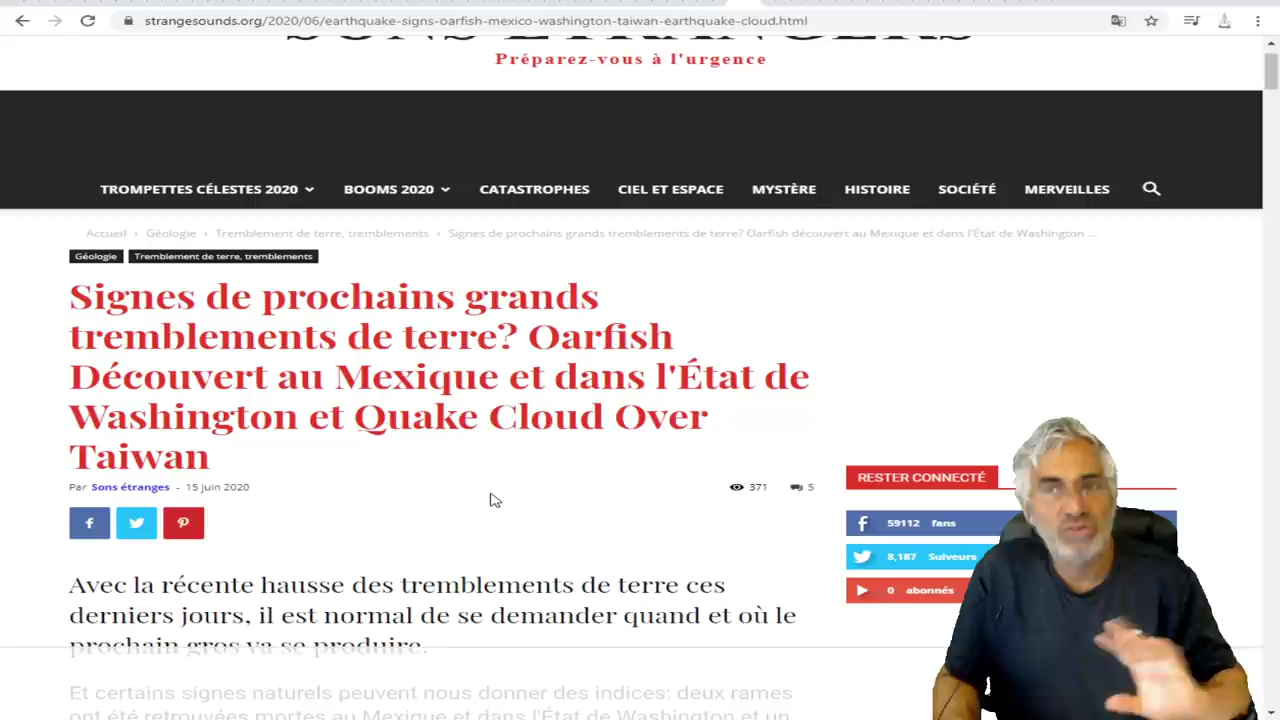 strangesounds.org/2020/06/earthquake-signs-oarfish-mexico-washington-taiwan-earthquake-cloud.html
SONS ÉTRANGERS
Préparez-vous à l'urgence
TROMPETTES CÉLESTES 2020 BOOMS 2020 CATASTROPHES CIEL ET ESPACE MYSTÈRE HISTOIRE SOCIÉTÉ MERVEILLES
Accueil › Géologie › Tremblement de terre, tremblements › Signes de prochains grands tremblements de terre? Oarfish découvert au Mexique et dans l'État de Washington ...
Géologie Tremblement de terre, tremblements
Signes de prochains grands
tremblements de terre? Oarfish
Découvert au Mexique et dans l'État de
Washington et Quake Cloud Over
Taiwan
Par Sons étranges - 15 juin 2020 371 5
RESTER CONNECTÉ
59112 fans
8,187 Suiveurs
0 abonnés
Avec la récente hausse des tremblements de terre ces
derniers jours, il est normal de se demander quand et où le
prochain gros va se produire.
Et certains signes naturels peuvent nous donner des indices: deux rames
ont été retrouvées mortes au Mexique et dans l'État de Washington et un